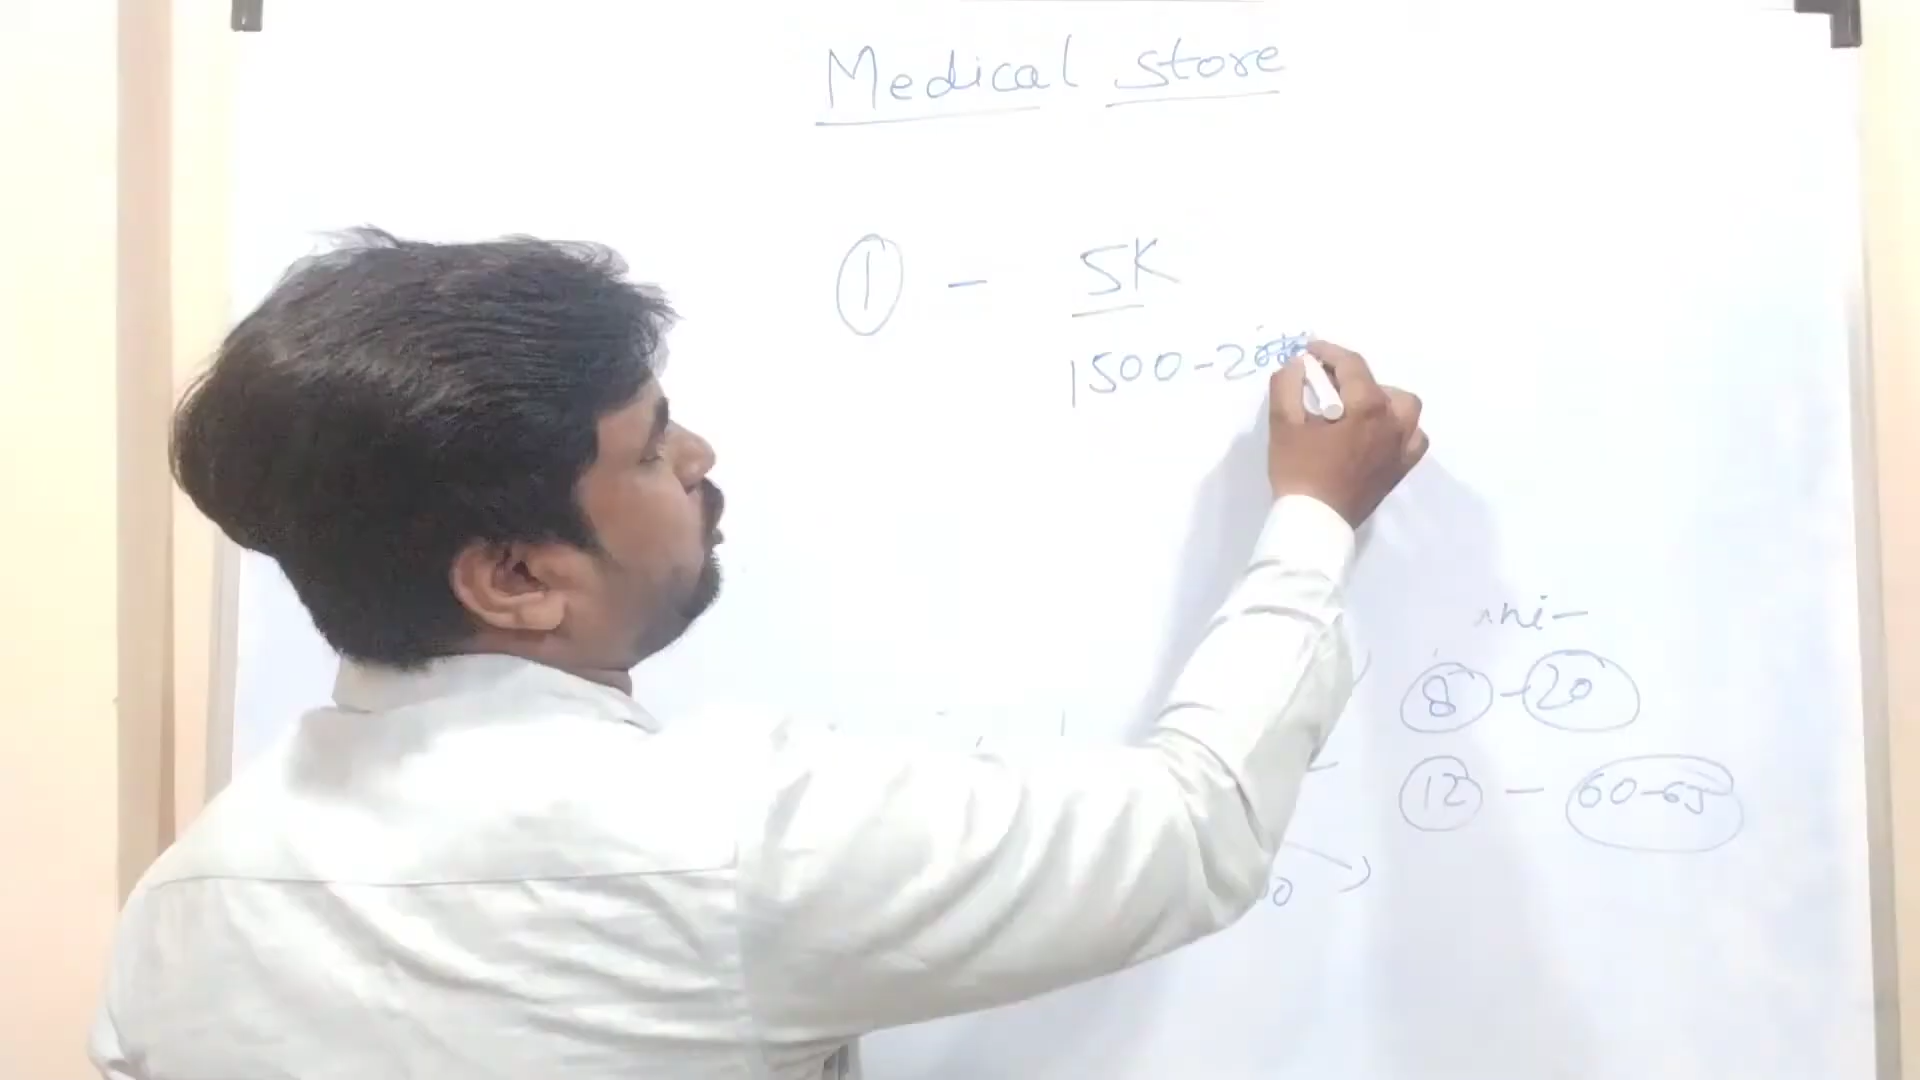 Medical store
① - 5K
1500-2
8 - 20
12 - 60-65